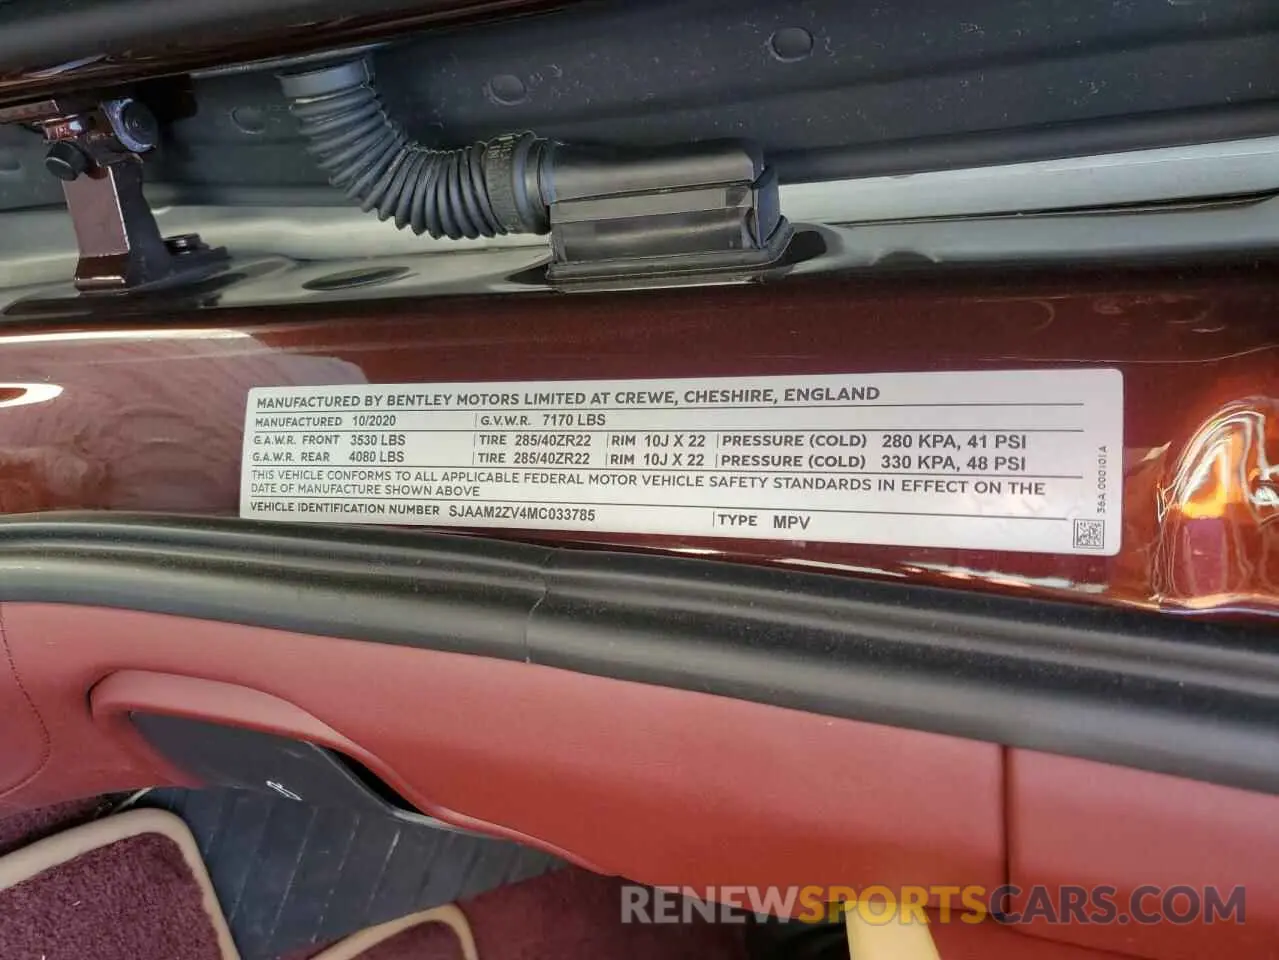 MANUFACTURED BY BENTLEY MOTORS LIMITED AT CREWE, CHESHIRE, ENGLAND
MANUFACTURED 10/2020 G.V.W.R. 7170 LBS
G.A.W.R. FRONT 3530 LBS TIRE 285/40ZR22 RIM 10J X 22 PRESSURE (COLD) 280 KPA, 41 PSI
G.A.W.R. REAR 4080 LBS TIRE 285/40ZR22 RIM 10J X 22 PRESSURE (COLD) 330 KPA, 48 PSI
THIS VEHICLE CONFORMS TO ALL APPLICABLE FEDERAL MOTOR VEHICLE SAFETY STANDARDS IN EFFECT ON THE
DATE OF MANUFACTURE SHOWN ABOVE
VEHICLE IDENTIFICATION NUMBER SJAAM2ZV4MC033785 TYPE MPV
36A 000101 A
RENEWSPORTSCARS.COM